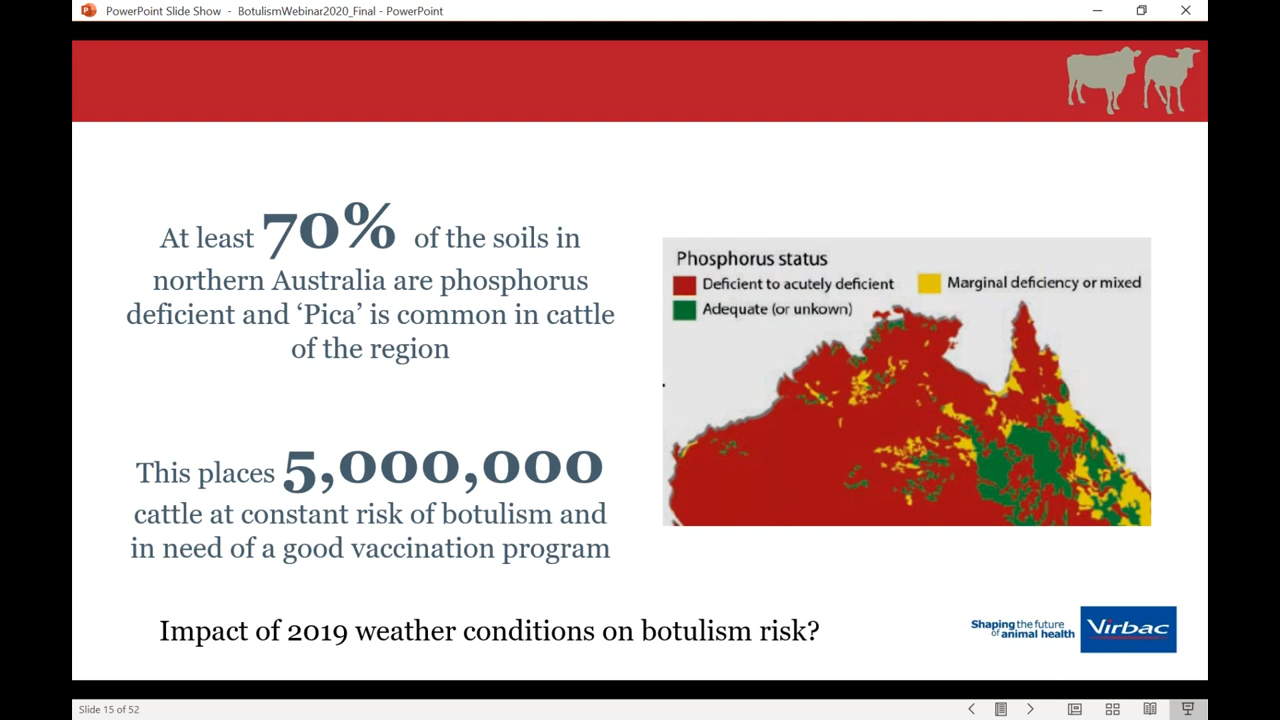 PowerPoint Slide Show - BotulismWebinar2020_Final - PowerPoint
At least 70% of the soils in
northern Australia are phosphorus
deficient and ‘Pica’ is common in cattle
of the region
This places 5,000,000
cattle at constant risk of botulism and
in need of a good vaccination program
Phosphorus status
Deficient to acutely deficient
Marginal deficiency or mixed
Adequate (or unkown)
Impact of 2019 weather conditions on botulism risk?
Shaping the future
of animal health
Virbac
Slide 15 of 52